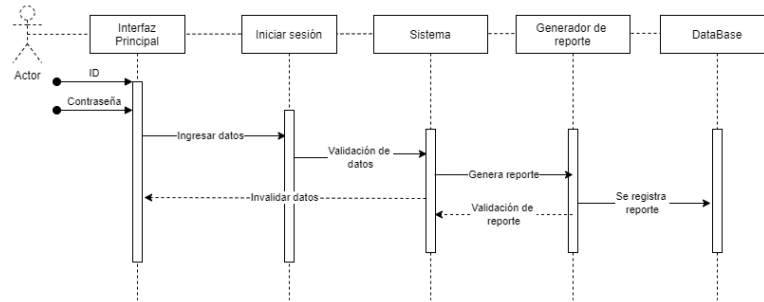 Interfaz
Principal
Iniciar sesión
Sistema
Generador de
reporte
DataBase
Actor
ID
Contraseña
Ingresar datos
Validación de
datos
Genera reporte
Invalidar datos
Se registra
reporte
Validación de
reporte